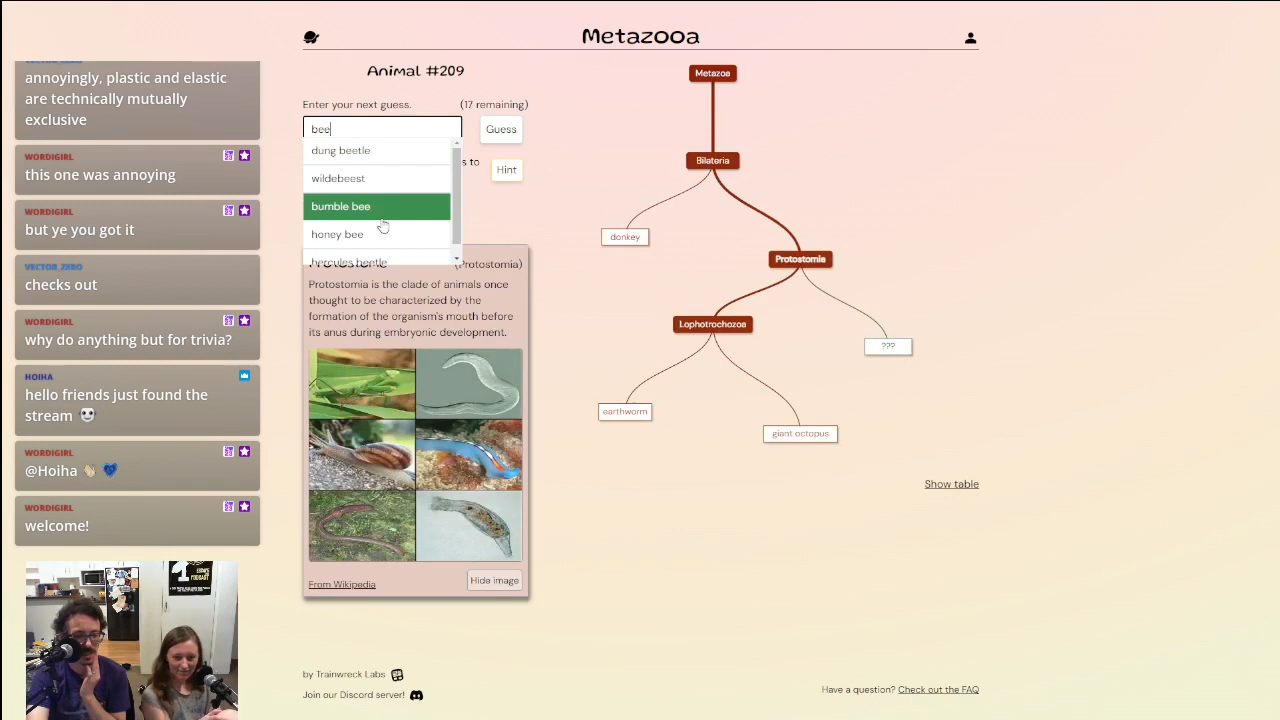 Metazooa
VECTOR_ZERO
annoyingly, plastic and elastic
are technically mutually
exclusive
WORDIGIRL
this one was annoying
WORDIGIRL
but ye you got it
VECTOR_ZERO
checks out
WORDIGIRL
why do anything but for trivia?
HOIHA
hello friends just found the
stream
WORDIGIRL
@Hoiha
WORDIGIRL
welcome!
Animal #209
Enter your next guess.
(17 remaining)
bee
Guess
dung beetle
s to
Hint
wildebeest
bumble bee
honey bee
hercules beetle
(Protostomia)
Protostomia is the clade of animals once
thought to be characterized by the
formation of the organism's mouth before
its anus during embryonic development.
From Wikipedia
Hide image
Metazoa
Bilateria
donkey
Protostomia
Lophotrochozoa
???
earthworm
giant octopus
Show table
by Trainwreck Labs
Join our Discord server!
Have a question? Check out the FAQ